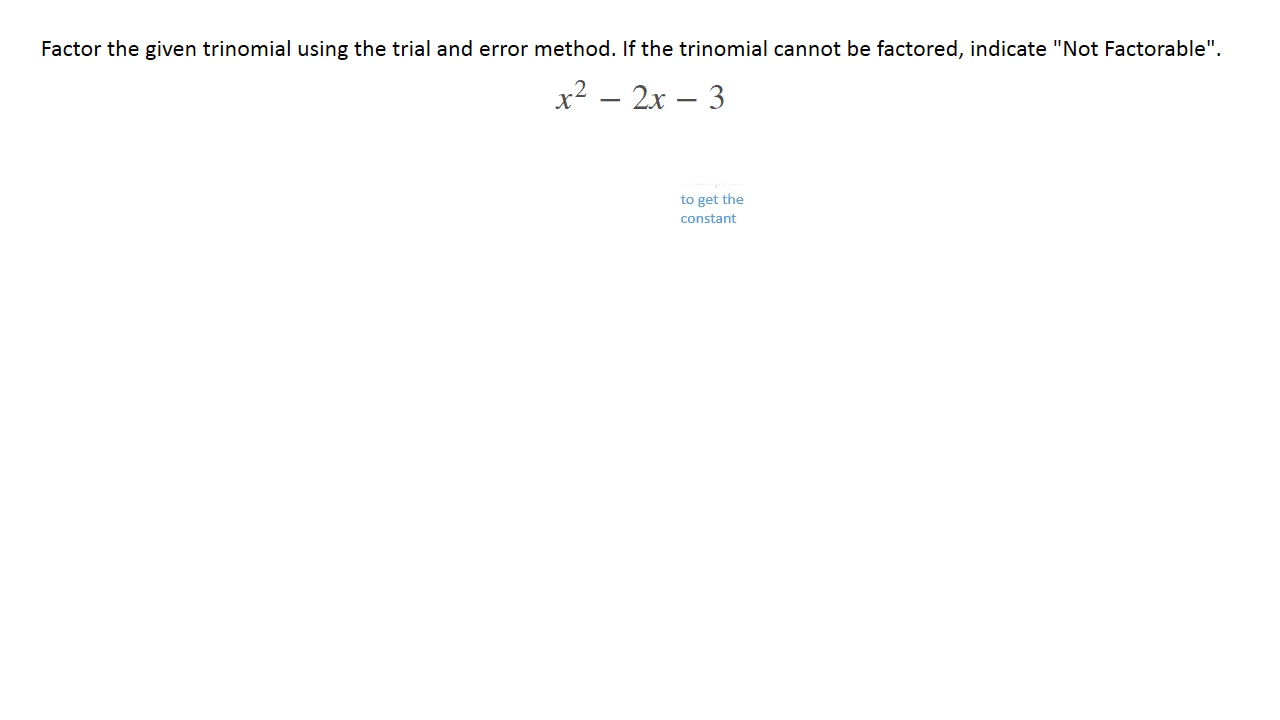 Factor the given trinomial using the trial and error method. If the trinomial cannot be factored, indicate "Not Factorable".
x² – 2x – 3
to get the
constant